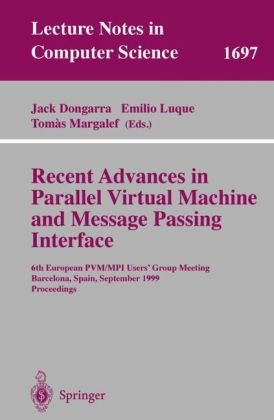 Lecture Notes in
Computer Science 1697
Jack Dongarra Emilio Luque
Tomàs Margalef (Eds.)
Recent Advances in
Parallel Virtual Machine
and Message Passing
Interface
6th European PVM/MPI Users' Group Meeting
Barcelona, Spain, September 1999
Proceedings
Springer